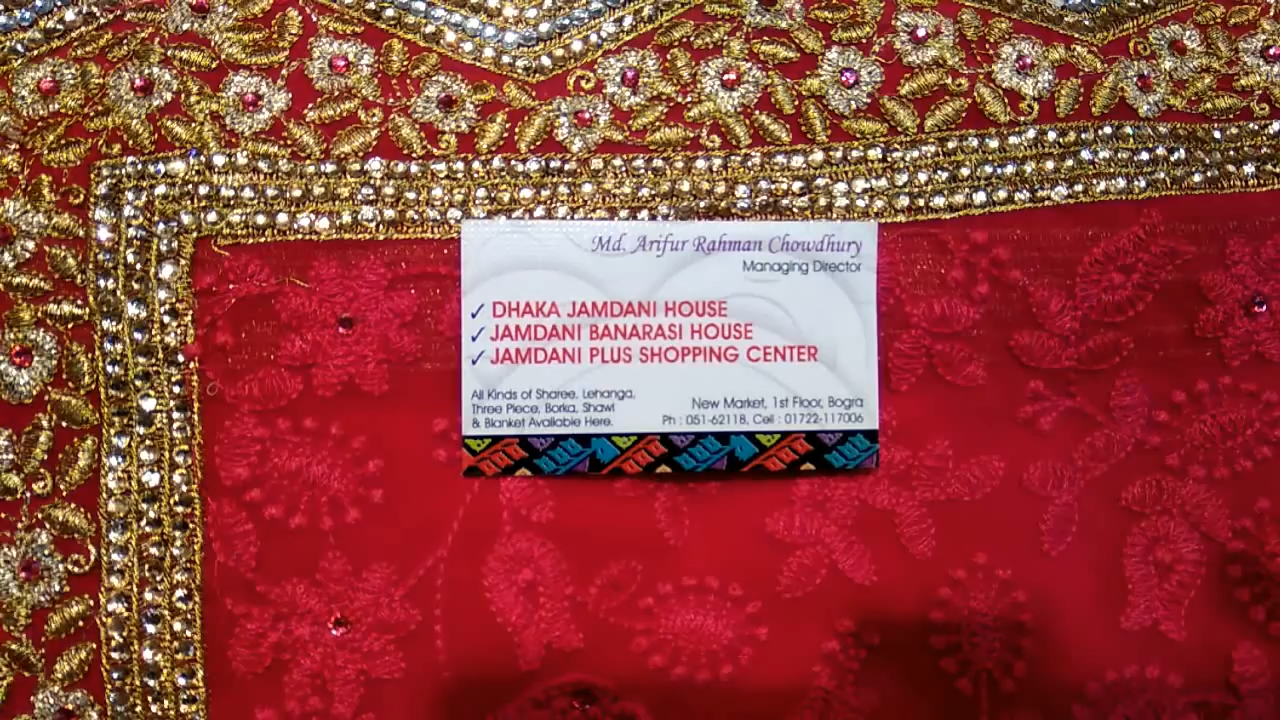 Md. Arifur Rahman Chowdhury
Managing Director
✓ DHAKA JAMDANI HOUSE
✓ JAMDANI BANARASI HOUSE
✓ JAMDANI PLUS SHOPPING CENTER
All Kinds of Sharee, Lehanga,
Three Piece, Borka, Shawl
& Blanket Available Here.
New Market, 1st Floor, Bogra
Ph : 051-62118, Cell : 01722-117006